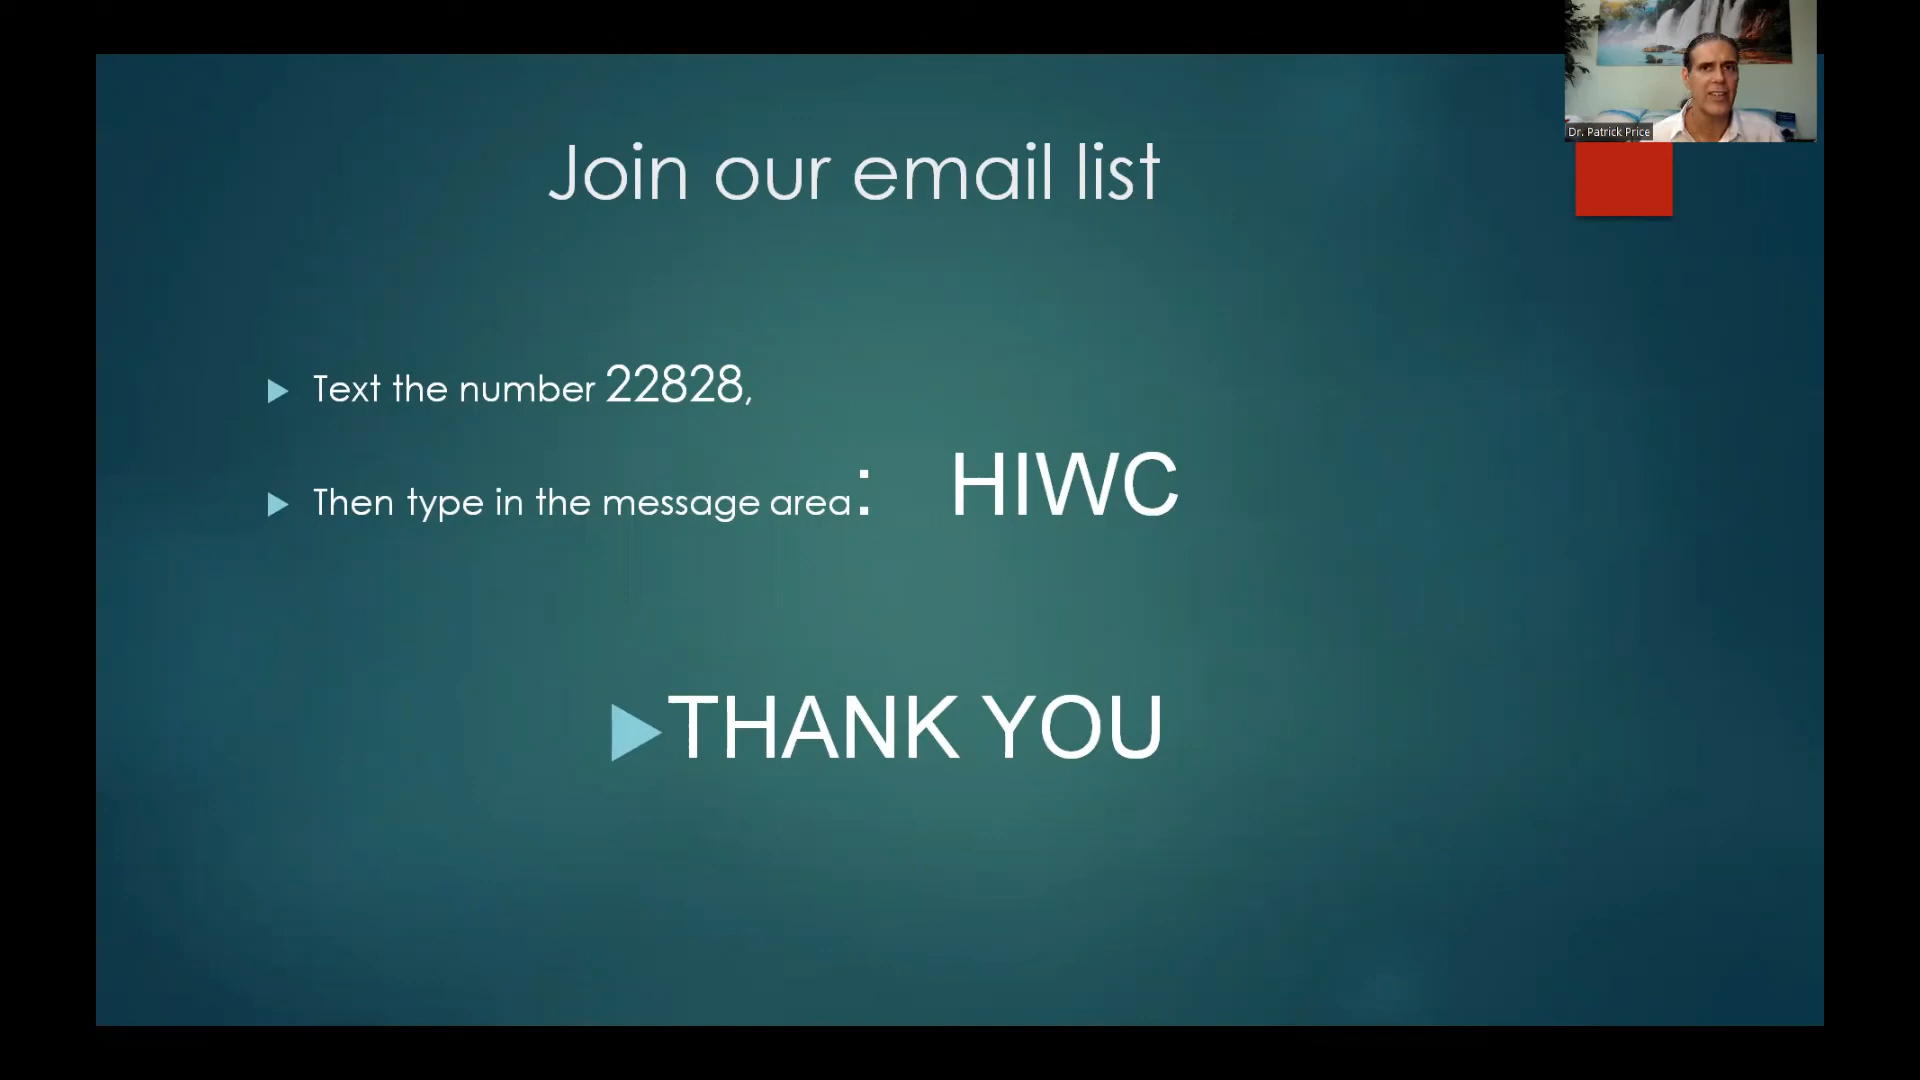 Dr. Patrick Price
Join our email list
Text the number 22828,
Then type in the message area: HIWC
THANK YOU